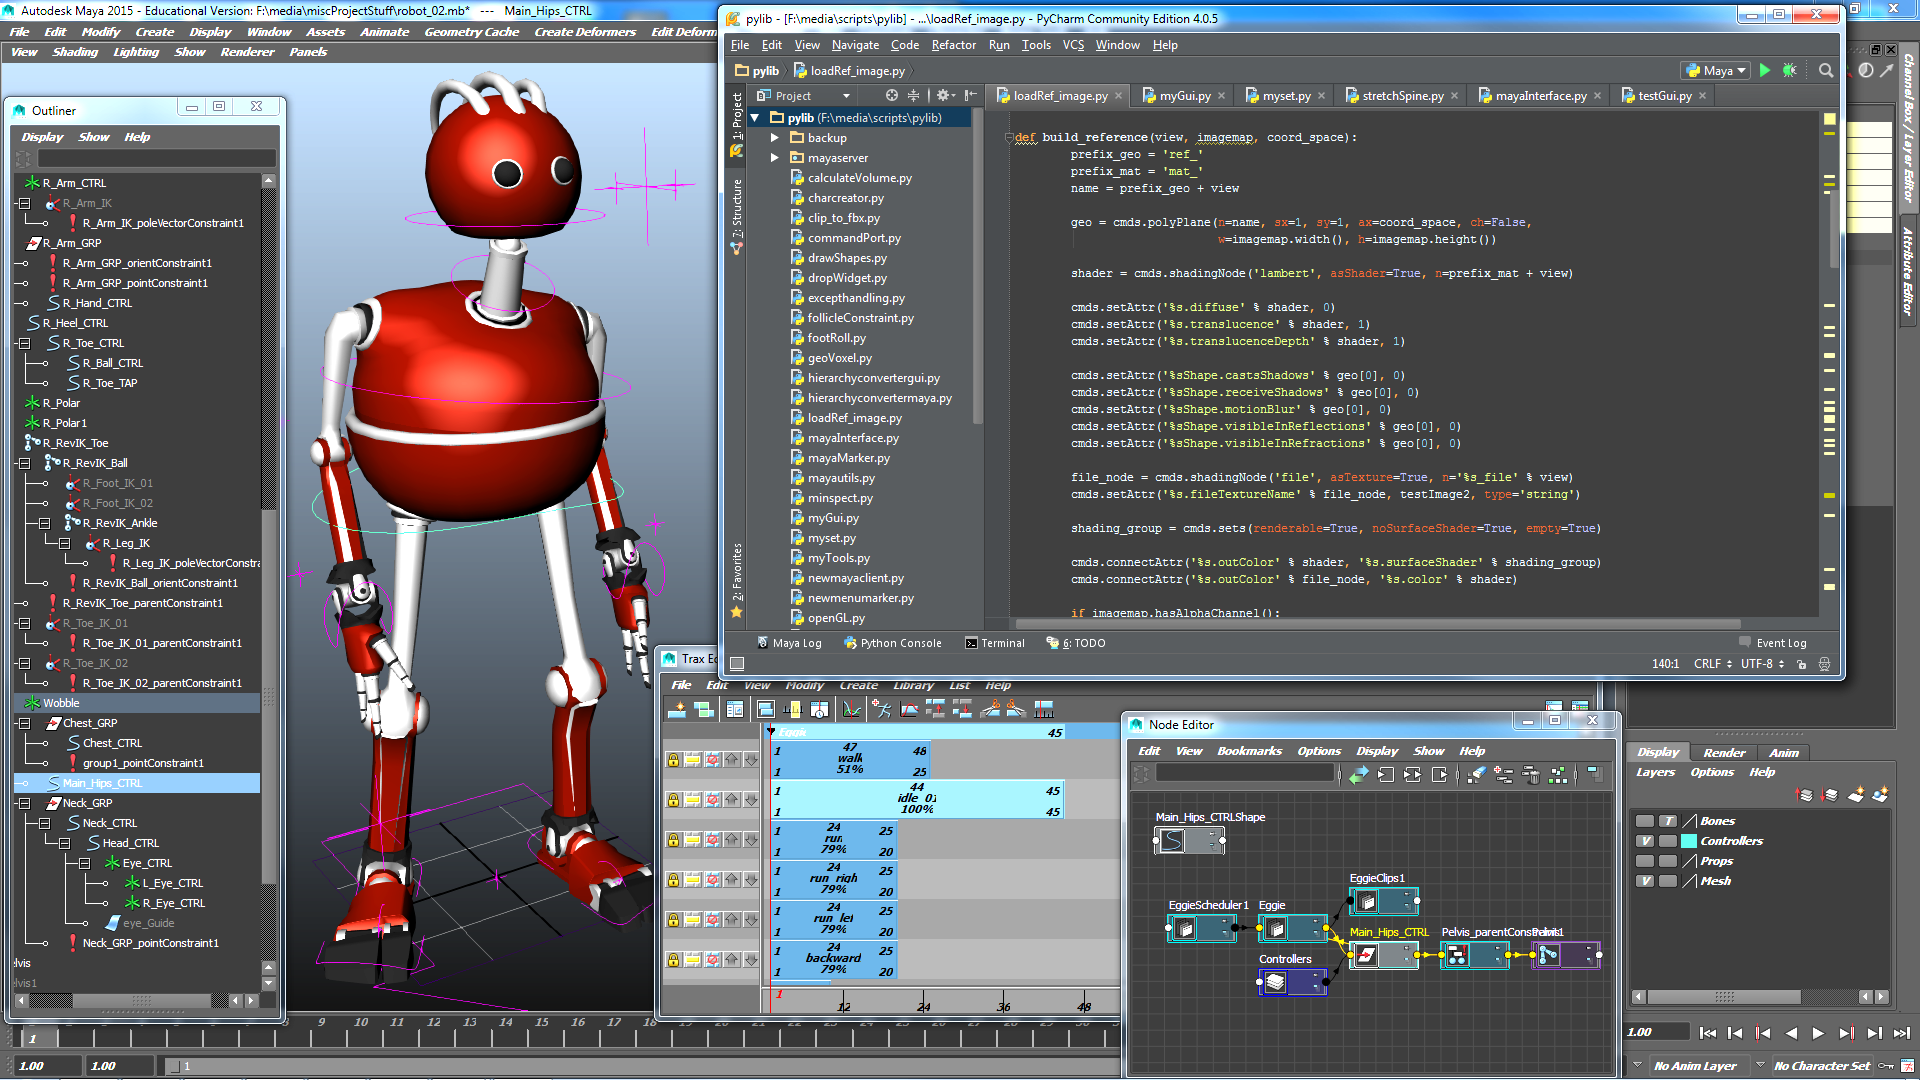 Autodesk Maya 2015 - Educational Version: F:\media\miscProjectStuff\robot_02.mb* --- Main_Hips_CTRL
File Edit Modify Create Display Window Assets Animate Geometry Cache Create Deformers Edit Deform
View Shading Lighting Show Renderer Panels
Outliner
Display Show Help
R_Arm_CTRL
R_Arm_IK
R_Arm_IK_poleVectorConstraint1
R_Arm_GRP
R_Arm_GRP_orientConstraint1
R_Arm_GRP_pointConstraint1
R_Hand_CTRL
R_Heel_CTRL
R_Toe_CTRL
R_Ball_CTRL
R_Toe_TAP
R_Polar
R_Polar1
R_RevIK_Toe
R_RevIK_Ball
R_Foot_IK_01
R_Foot_IK_02
R_RevIK_Ankle
R_Leg_IK
R_Leg_IK_poleVectorConstra
R_RevIK_Ball_orientConstraint1
R_RevIK_Toe_parentConstraint1
R_Toe_IK_01
R_Toe_IK_01_parentConstraint1
R_Toe_IK_02
R_Toe_IK_02_parentConstraint1
Wobble
Chest_GRP
Chest_CTRL
group1_pointConstraint1
Main_Hips_CTRL
Neck_GRP
Neck_CTRL
Head_CTRL
Eye_CTRL
L_Eye_CTRL
R_Eye_CTRL
eye_Guide
Neck_GRP_pointConstraint1
elvis
elvis1
pylib - [F:\media\scripts\pylib] - ...\loadRef_image.py - PyCharm Community Edition 4.0.5
File Edit View Navigate Code Refactor Run Tools VCS Window Help
pylib loadRef_image.py
Maya
Project
loadRef_image.py myGui.py myset.py stretchSpine.py mayaInterface.py testGui.py
1: Project
7: Structure
2: Favorites
pylib (F:\media\scripts\pylib)
backup
mayaserver
calculateVolume.py
charcreator.py
clip_to_fbx.py
commandPort.py
drawShapes.py
dropWidget.py
excepthandling.py
follicleConstraint.py
footRoll.py
geoVoxel.py
hierarchyconvertergui.py
hierarchyconvertermaya.py
loadRef_image.py
mayaInterface.py
mayaMarker.py
mayautils.py
minspect.py
myGui.py
myset.py
myTools.py
newmayaclient.py
newmenumarker.py
openGL.py
def build_reference(view, imagemap, coord_space):
prefix_geo = 'ref_'
prefix_mat = 'mat_'
name = prefix_geo + view
geo = cmds.polyPlane(n=name, sx=1, sy=1, ax=coord_space, ch=False,
w=imagemap.width(), h=imagemap.height())
shader = cmds.shadingNode('lambert', asShader=True, n=prefix_mat + view)
cmds.setAttr('%s.diffuse' % shader, 0)
cmds.setAttr('%s.translucence' % shader, 1)
cmds.setAttr('%s.translucenceDepth' % shader, 1)
cmds.setAttr('%sShape.castsShadows' % geo[0], 0)
cmds.setAttr('%sShape.receiveShadows' % geo[0], 0)
cmds.setAttr('%sShape.motionBlur' % geo[0], 0)
cmds.setAttr('%sShape.visibleInReflections' % geo[0], 0)
cmds.setAttr('%sShape.visibleInRefractions' % geo[0], 0)
file_node = cmds.shadingNode('file', asTexture=True, n='%s_file' % view)
cmds.setAttr('%s.fileTextureName' % file_node, testImage2, type='string')
shading_group = cmds.sets(renderable=True, noSurfaceShader=True, empty=True)
cmds.connectAttr('%s.outColor' % shader, '%s.surfaceShader' % shading_group)
cmds.connectAttr('%s.outColor' % file_node, '%s.color' % shader)
if imagemap.hasAlphaChannel():
Maya Log Python Console Terminal 6: TODO Event Log
140:1 CRLF UTF-8
Channel Box / Layer Editor
Attribute Editor
Trax E
File Edit View Modify Create Library List Help
Eggie 45
1 47 48
walk
1 51% 25
1 44 45
idle_01
1 100% 45
1 24 25
run
1 79% 20
1 24 25
run_righ
1 79% 20
1 24 25
run_lef
1 79% 20
1 24 25
backward
1 79% 20
1 12 24 36 48
Node Editor
Edit View Bookmarks Options Display Show Help
Main_Hips_CTRLShape
EggieClips1
EggieScheduler1 Eggie
Main_Hips_CTRL Pelvis_parentConstraint1
Controllers
Display Render Anim
Layers Options Help
T Bones
V Controllers
Props
V Mesh
8 9 10 11 12 13 14 15 16 17 18
1
1.00
1.00 1.00 1
No Anim Layer No Character Set